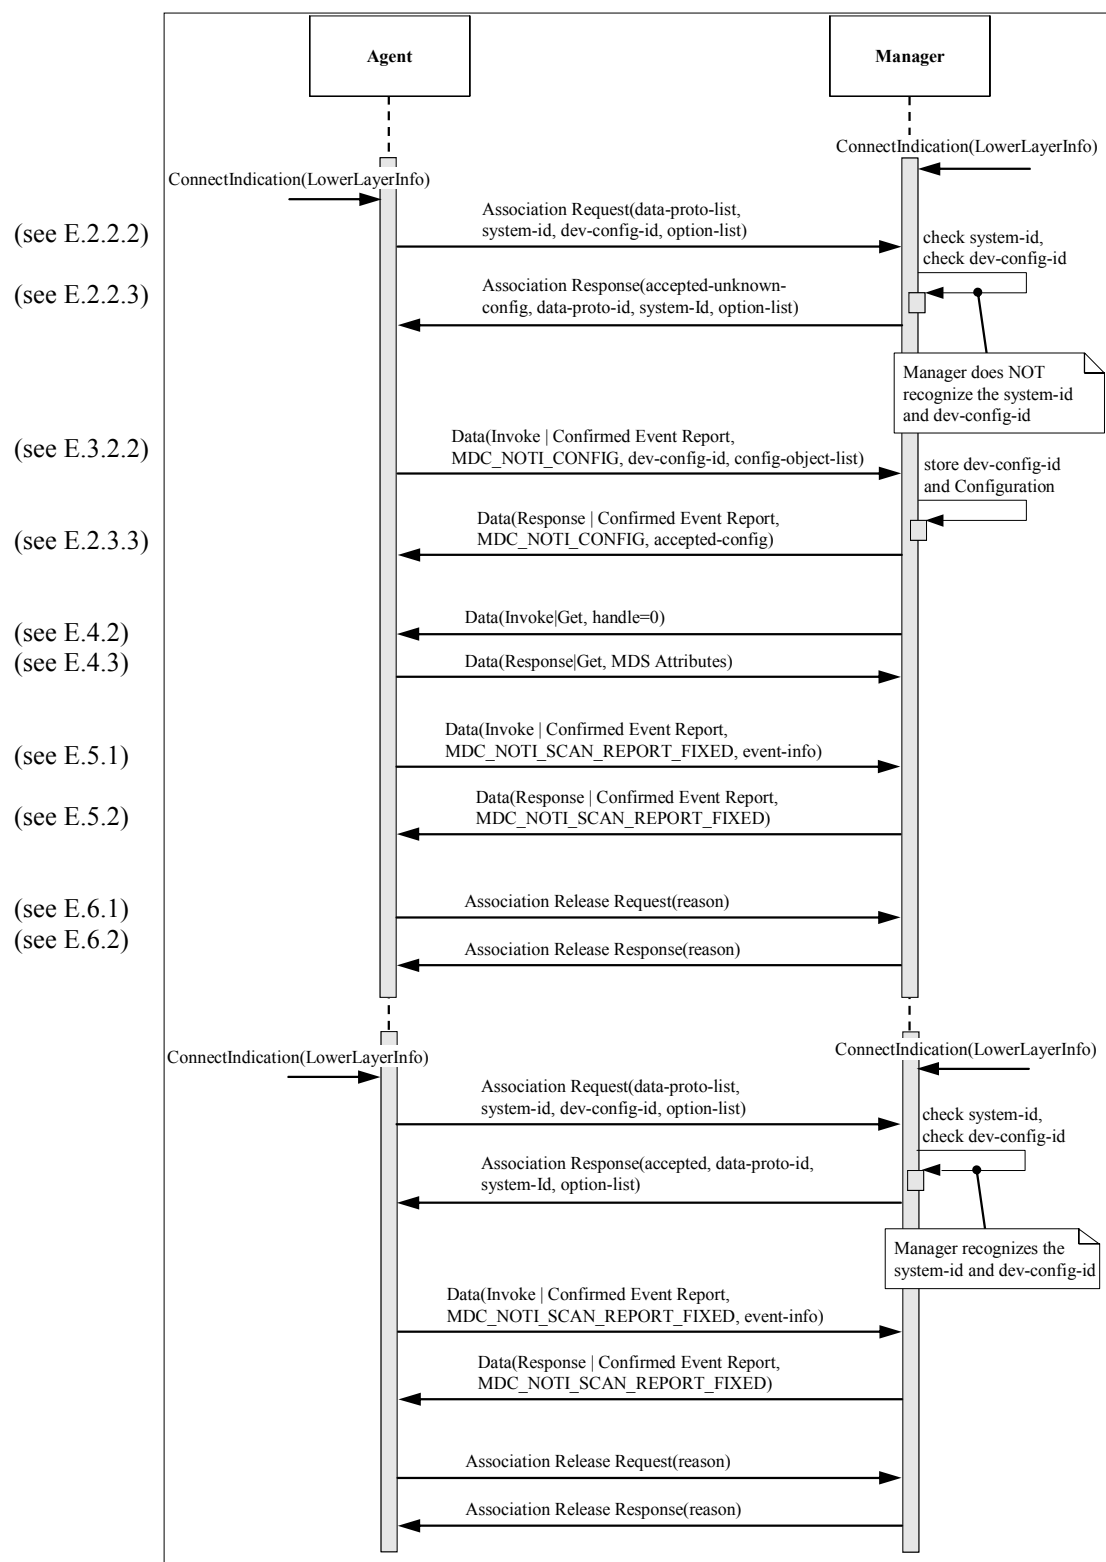 Agent
Manager
ConnectIndication(LowerLayerInfo)
ConnectIndication(LowerLayerInfo)
(see E.2.2.2)
Association Request(data-proto-list,
system-id, dev-config-id, option-list)
check system-id,
check dev-config-id
(see E.2.2.3)
Association Response(accepted-unknown-
config, data-proto-id, system-Id, option-list)
Manager does NOT
recognize the system-id
and dev-config-id
(see E.3.2.2)
Data(Invoke | Confirmed Event Report,
MDC_NOTI_CONFIG, dev-config-id, config-object-list)
store dev-config-id
and Configuration
(see E.2.3.3)
Data(Response | Confirmed Event Report,
MDC_NOTI_CONFIG, accepted-config)
(see E.4.2)
Data(Invoke|Get, handle=0)
(see E.4.3)
Data(Response|Get, MDS Attributes)
(see E.5.1)
Data(Invoke | Confirmed Event Report,
MDC_NOTI_SCAN_REPORT_FIXED, event-info)
(see E.5.2)
Data(Response | Confirmed Event Report,
MDC_NOTI_SCAN_REPORT_FIXED)
(see E.6.1)
Association Release Request(reason)
(see E.6.2)
Association Release Response(reason)
ConnectIndication(LowerLayerInfo)
ConnectIndication(LowerLayerInfo)
Association Request(data-proto-list,
system-id, dev-config-id, option-list)
check system-id,
check dev-config-id
Association Response(accepted, data-proto-id,
system-Id, option-list)
Manager recognizes the
system-id and dev-config-id
Data(Invoke | Confirmed Event Report,
MDC_NOTI_SCAN_REPORT_FIXED, event-info)
Data(Response | Confirmed Event Report,
MDC_NOTI_SCAN_REPORT_FIXED)
Association Release Request(reason)
Association Release Response(reason)